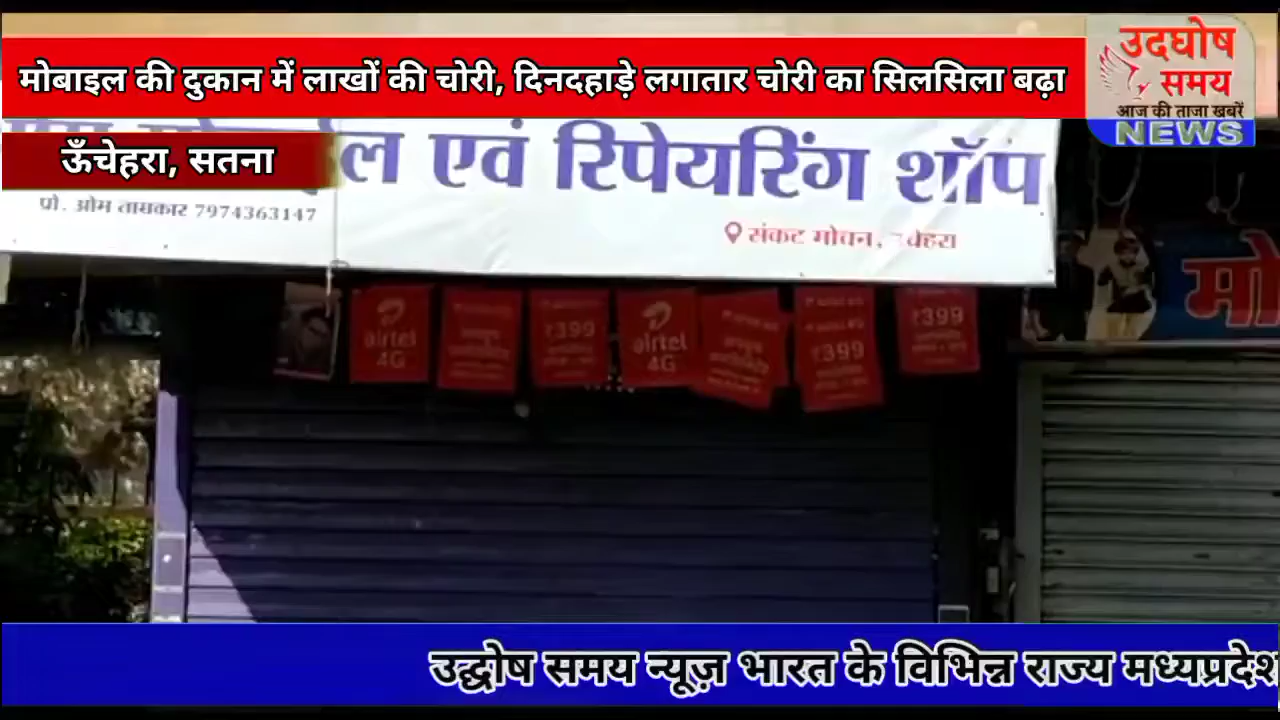 मोबाइल की दुकान में लाखों की चोरी, दिनदहाड़े लगातार चोरी का सिलसिला बढ़ा
उदघोष
समय
आज की ताजा खबरें
NEWS
ऊँचेहरा, सतना
एवं रिपेयरिंग शॉप
प्रो. ओम ताम्रकार 7974363147
संकट मोचन,
मो
airtel
4G
₹399
airtel
4G
₹399
₹399
उद्घोष समय न्यूज़ भारत के विभिन्न राज्य मध्यप्रदेश